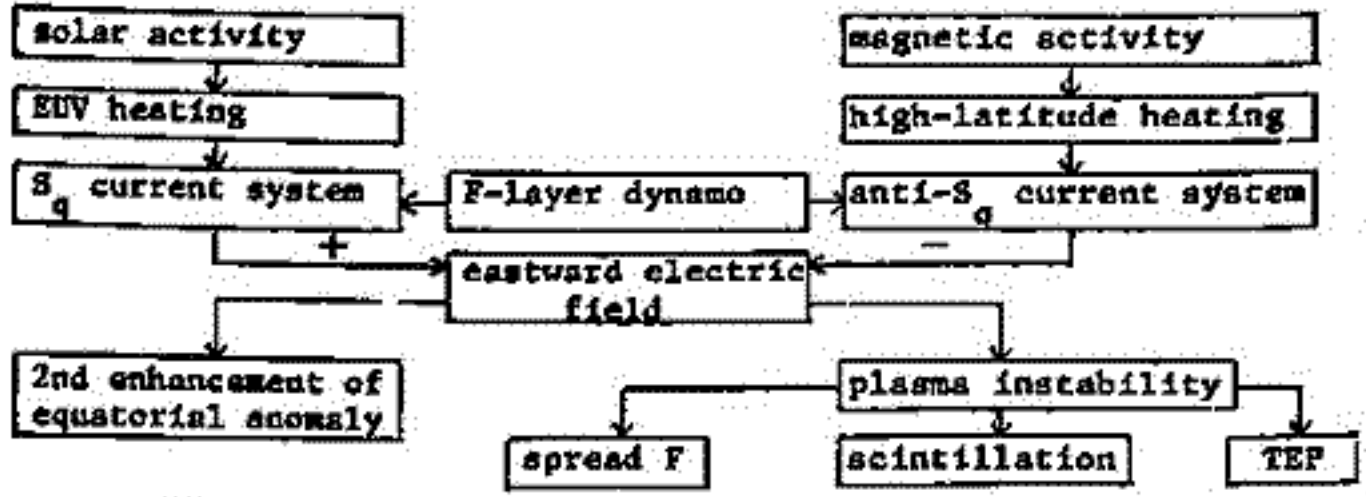 solar activity
magnetic activity
EUV heating
high-latitude heating
Sq current system
F-layer dynamo
anti-Sq current system
+
−
eastward electric
field
2nd enhancement of
equatorial anomaly
plasma instability
spread F
scintillation
TEP